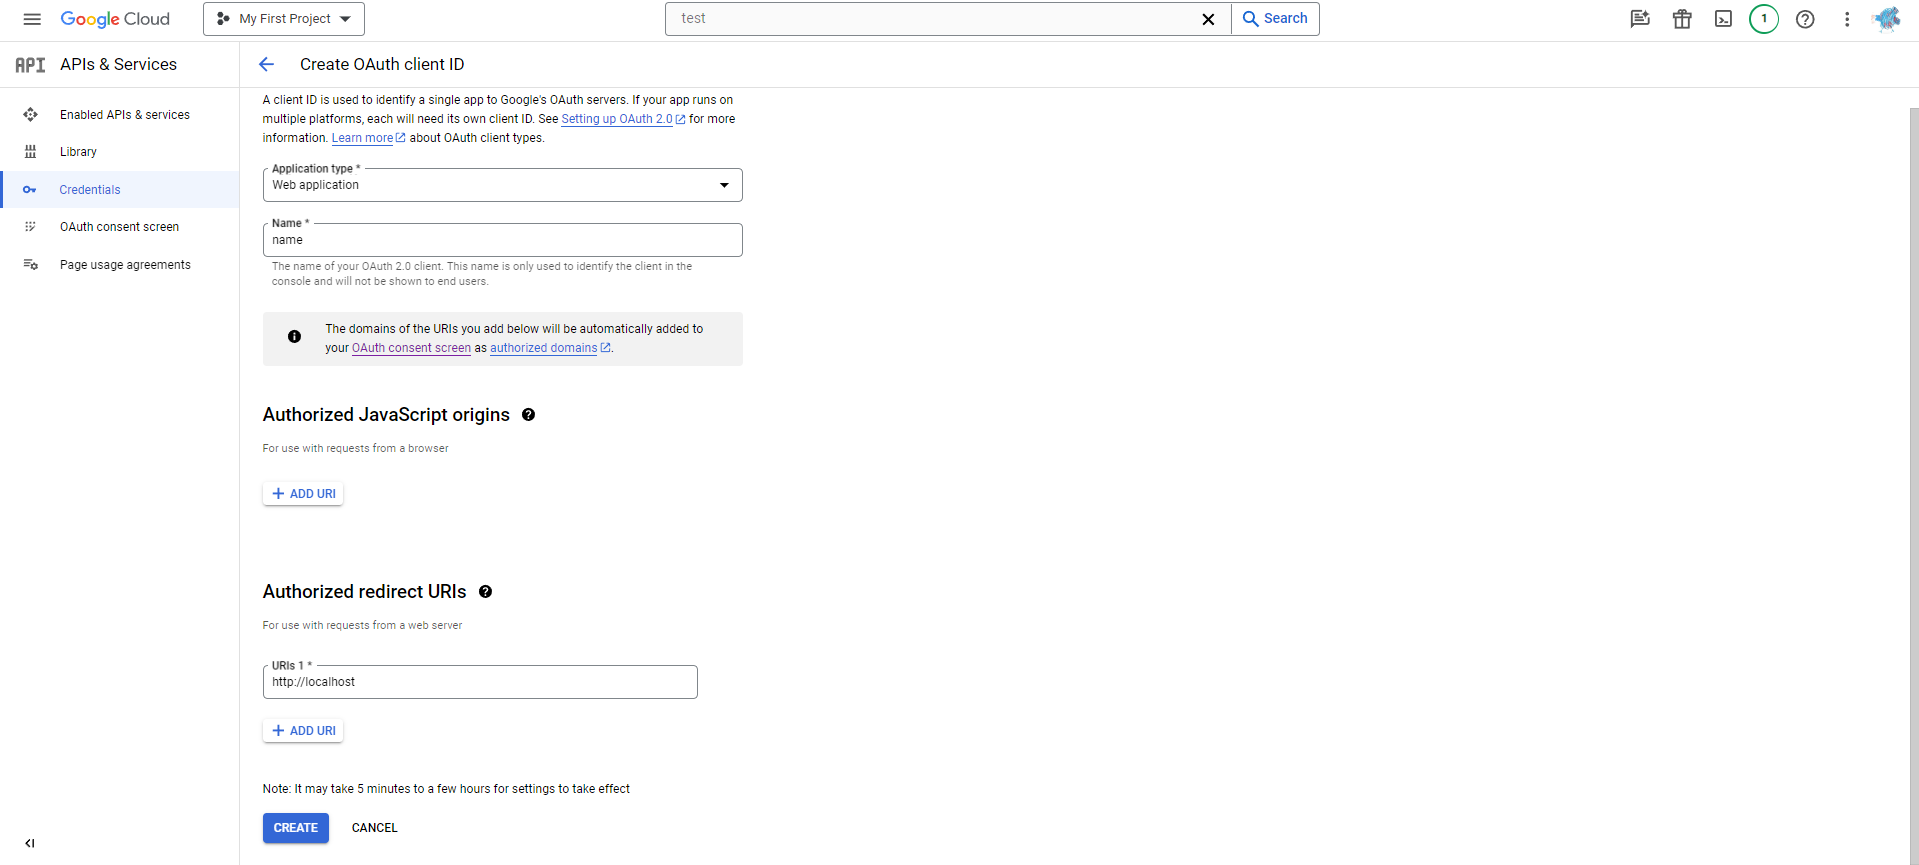 Google Cloud
My First Project
test
Search
1
API
APIs & Services
Create OAuth client ID
Enabled APIs & services
Library
Credentials
OAuth consent screen
Page usage agreements
A client ID is used to identify a single app to Google's OAuth servers. If your app runs on
multiple platforms, each will need its own client ID. See Setting up OAuth 2.0 for more
information. Learn more about OAuth client types.
Application type *
Web application
Name *
name
The name of your OAuth 2.0 client. This name is only used to identify the client in the
console and will not be shown to end users.
The domains of the URIs you add below will be automatically added to
your OAuth consent screen as authorized domains.
Authorized JavaScript origins
For use with requests from a browser
ADD URI
Authorized redirect URIs
For use with requests from a web server
URIs 1 *
http://localhost
ADD URI
Note: It may take 5 minutes to a few hours for settings to take effect
CREATE
CANCEL